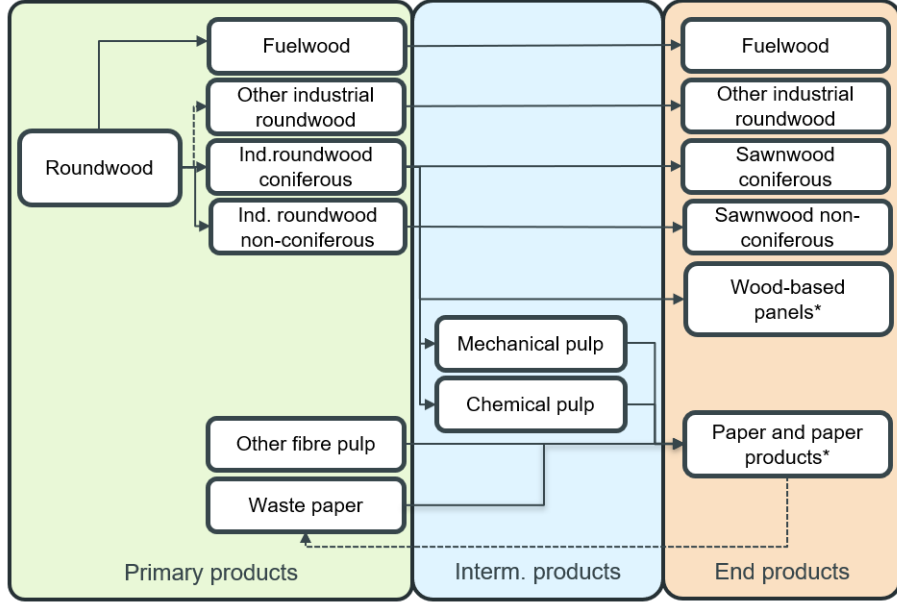 Fuelwood
Fuelwood
Other industrial
roundwood
Other industrial
roundwood
Roundwood
Ind.roundwood
coniferous
Sawnwood
coniferous
Ind. roundwood
non-coniferous
Sawnwood non-
coniferous
Wood-based
panels*
Mechanical pulp
Chemical pulp
Other fibre pulp
Paper and paper
products*
Waste paper
Primary products
Interm. products
End products